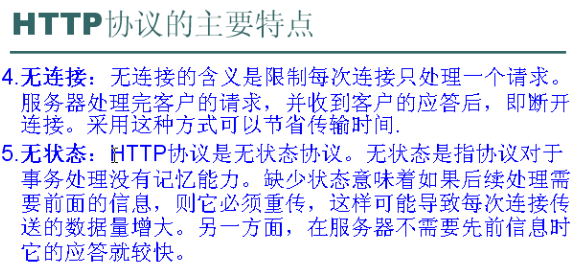 HTTP协议的主要特点
4.无连接：无连接的含义是限制每次连接只处理一个请求。
服务器处理完客户的请求，并收到客户的应答后，即断开
连接。采用这种方式可以节省传输时间.
5.无状态：HTTP协议是无状态协议。无状态是指协议对于
事务处理没有记忆能力。缺少状态意味着如果后续处理需
要前面的信息，则它必须重传，这样可能导致每次连接传
送的数据量增大。另一方面，在服务器不需要先前信息时
它的应答就较快。